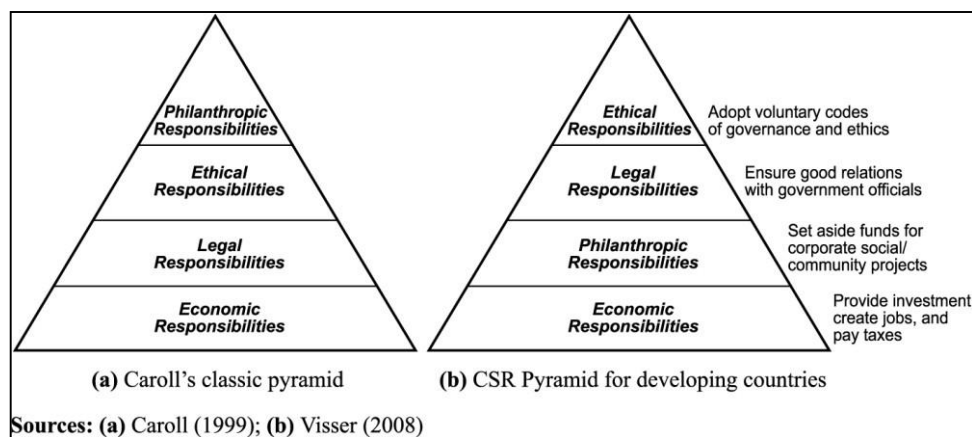 Philanthropic
Responsibilities
Ethical
Responsibilities
Legal
Responsibilities
Economic
Responsibilities
(a) Caroll's classic pyramid
Ethical
Responsibilities
Adopt voluntary codes
of governance and ethics
Legal
Responsibilities
Ensure good relations
with government officials
Philanthropic
Responsibilities
Set aside funds for
corporate social/
community projects
Economic
Responsibilities
Provide investment
create jobs, and
pay taxes
(b) CSR Pyramid for developing countries
Sources: (a) Caroll (1999); (b) Visser (2008)